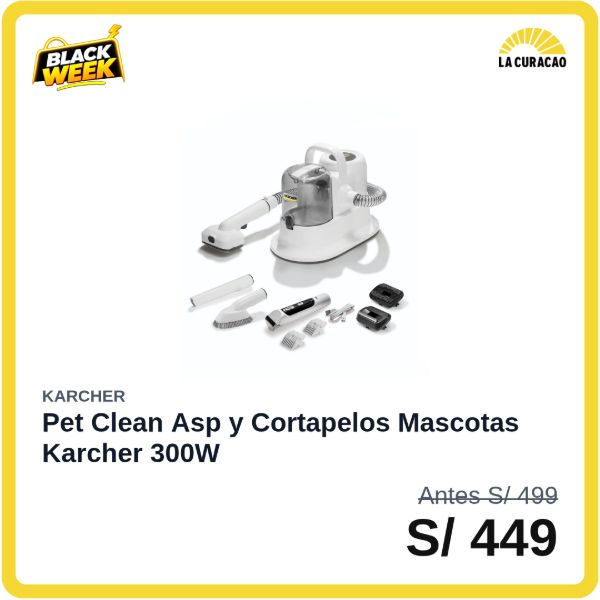 BLACK
WEEK
LA CURACAO
KARCHER
Pet Clean Asp y Cortapelos Mascotas
Karcher 300W
Antes S/ 499
S/ 449